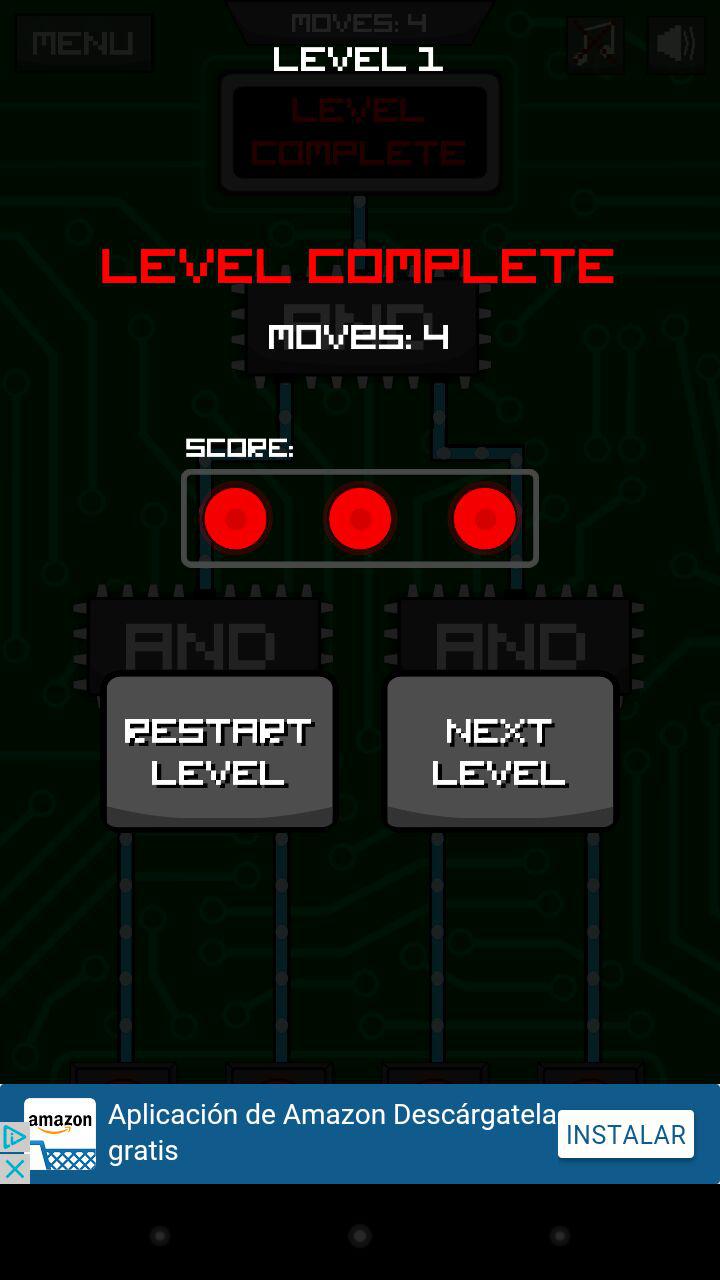 MOVES: 4
MENU
LEVEL 1
LEVEL
COMPLETE
LEVEL COMPLETE
AND
MOVES: 4
SCORE:
AND
AND
RESTART
LEVEL
NEXT
LEVEL
amazon
Aplicación de Amazon Descárgatela
gratis
INSTALAR